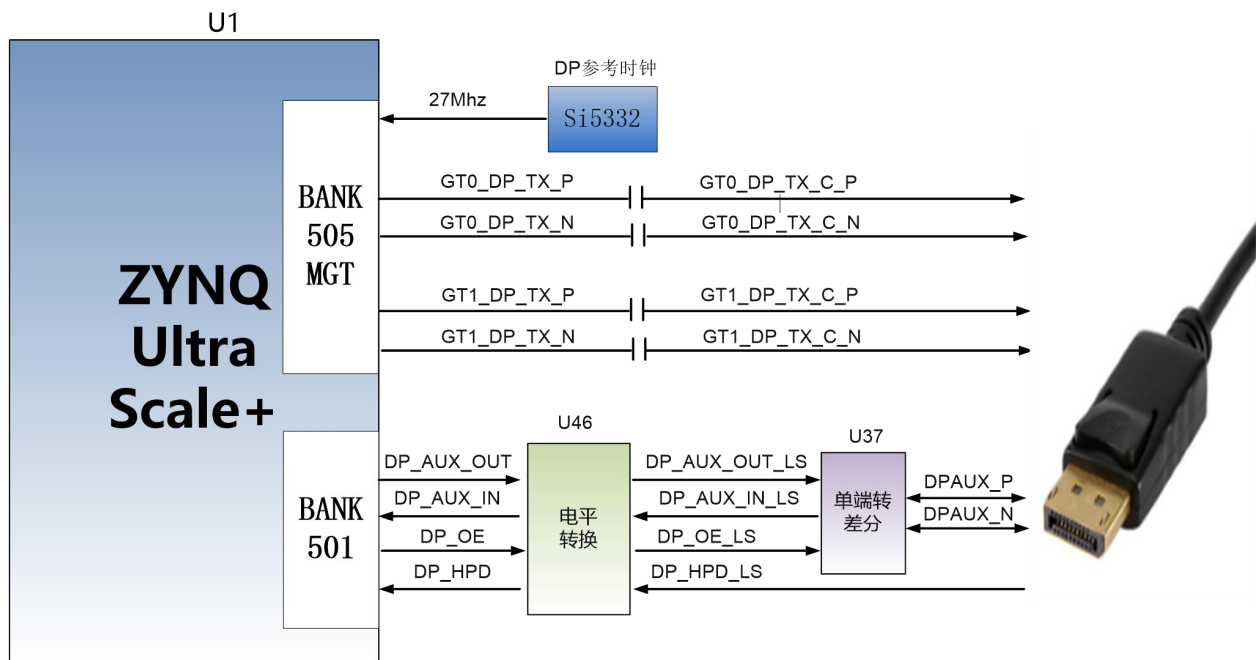 U1
DP参考时钟
27Mhz
Si5332
GT0_DP_TX_P
GT0_DP_TX_C_P
BANK
505
MGT
GT0_DP_TX_N
GT0_DP_TX_C_N
ZYNQ
Ultra
Scale+
GT1_DP_TX_P
GT1_DP_TX_C_P
GT1_DP_TX_N
GT1_DP_TX_C_N
U46
U37
BANK
501
DP_AUX_OUT
DP_AUX_OUT_LS
DP_AUX_IN
DP_AUX_IN_LS
DP_OE
DP_OE_LS
DP_HPD
DP_HPD_LS
电平
转换
单端转
差分
DPAUX_P
DPAUX_N